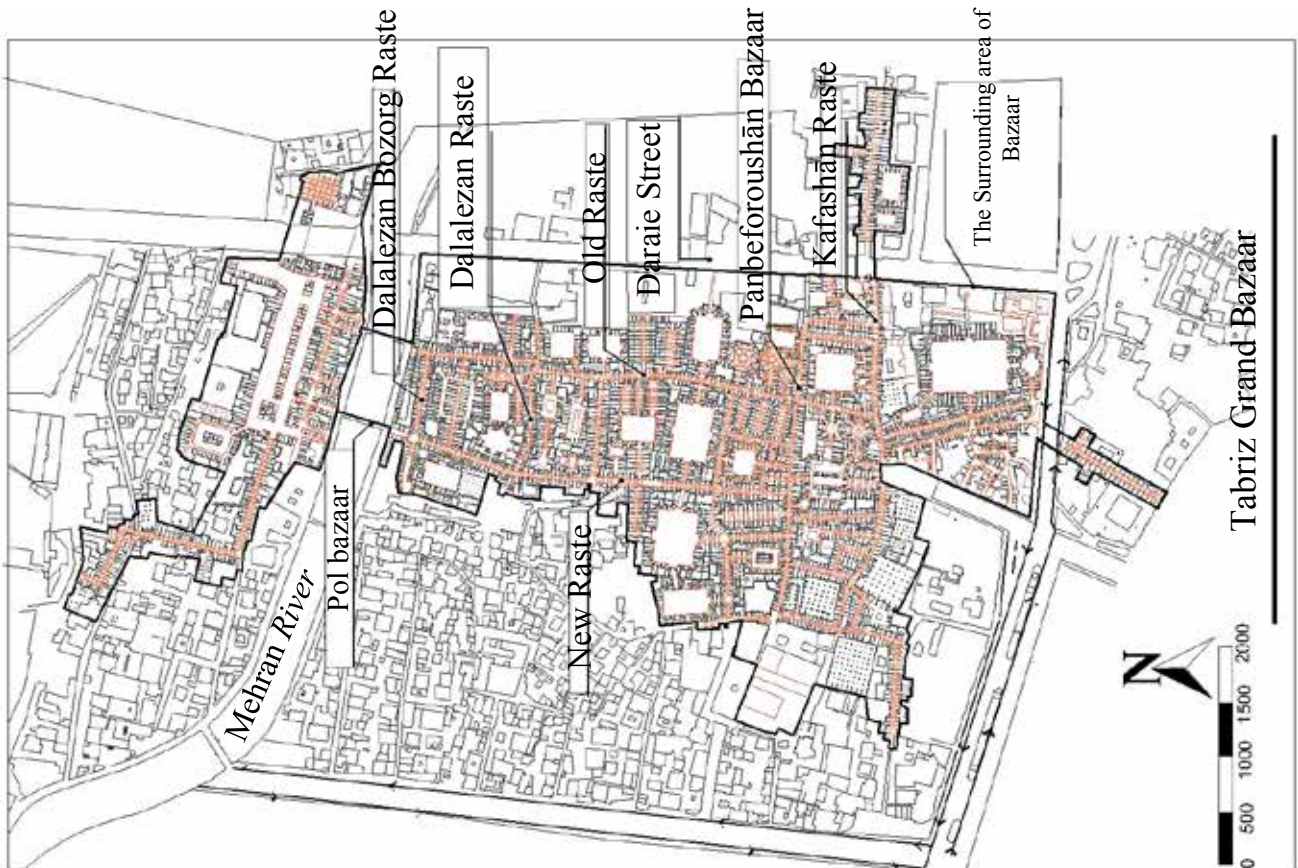 Dalalezan Bozorg Raste
Dalalezan Raste
Old Raste
Daraie Street
Panbeforoushān Bazaar
Kafashān Raste
The Surrounding area of
Bazaar
Pol bazaar
Mehran River
New Raste
Tabriz Grand Bazaar
N
0 500 1000 1500 2000